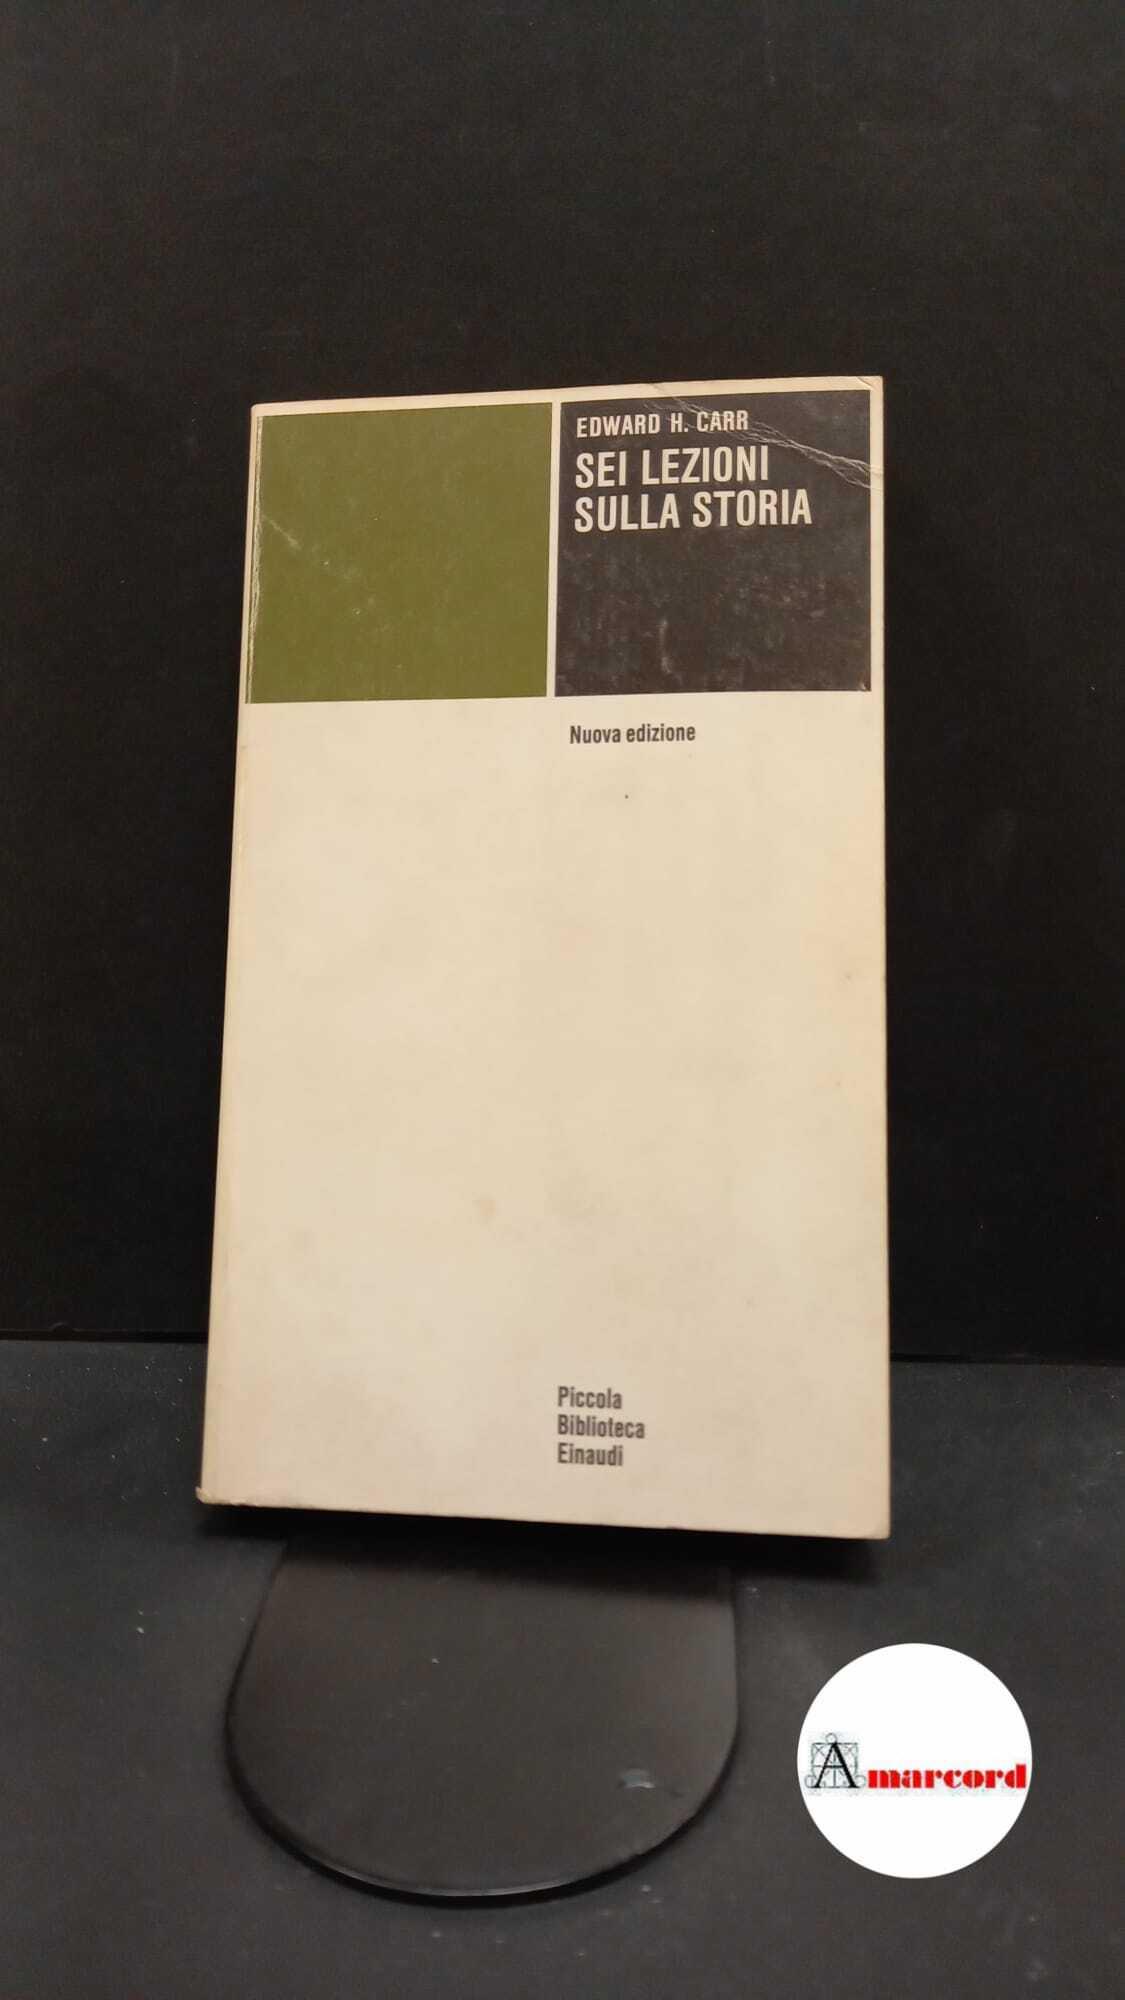 EDWARD H. CARR
SEI LEZIONI
SULLA STORIA
Nuova edizione
Piccola
Biblioteca
Einaudi
Amarcord